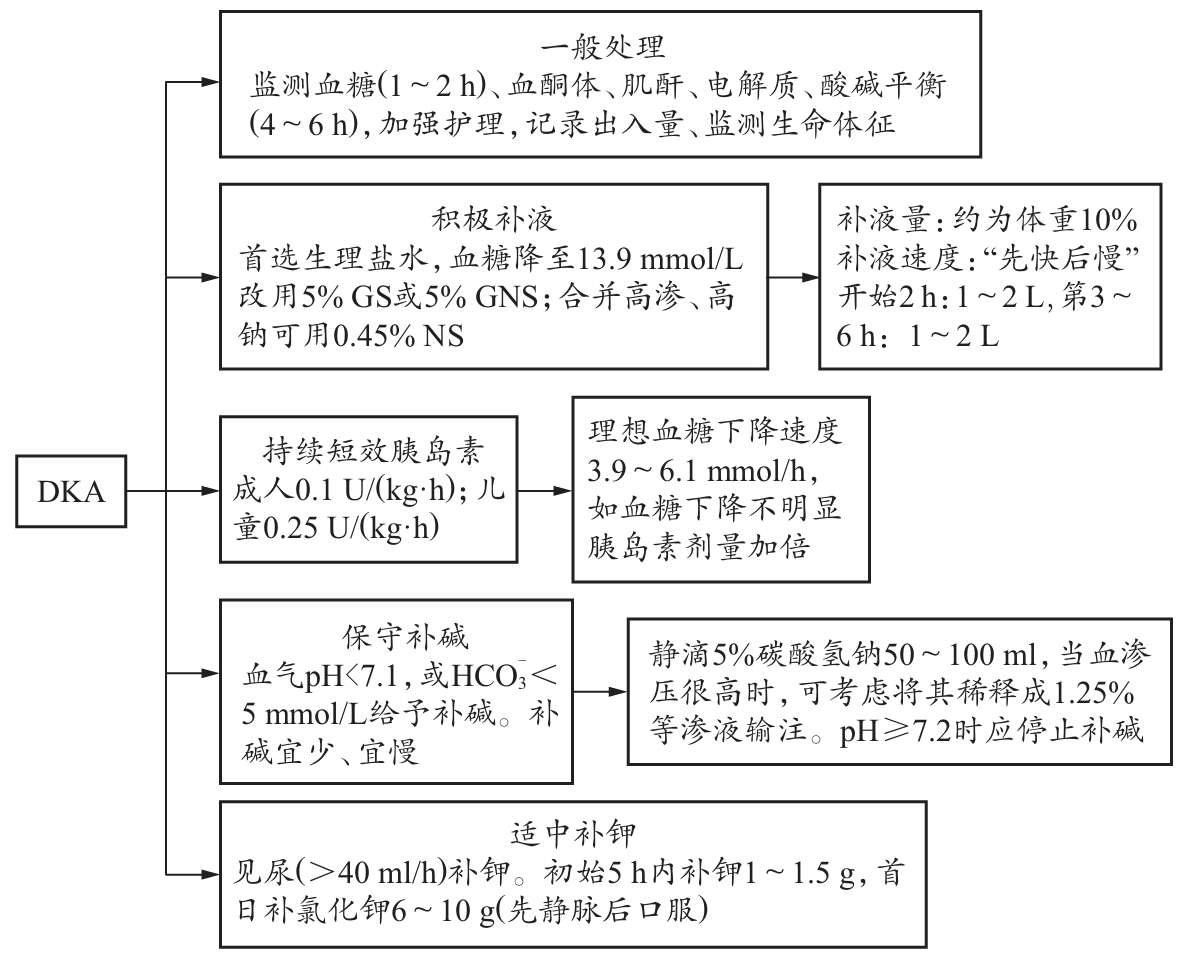 一般处理
监测血糖(1~2 h)、血酮体、肌酐、电解质、酸碱平衡
(4~6 h),加强护理,记录出入量、监测生命体征
积极补液
首选生理盐水,血糖降至13.9 mmol/L
改用5% GS或5% GNS;合并高渗、高
钠可用0.45% NS
补液量:约为体重10%
补液速度:“先快后慢”
开始2 h:1~2 L,第3~
6 h: 1~2 L
DKA
持续短效胰岛素
成人0.1 U/(kg·h);儿
童0.25 U/(kg·h)
理想血糖下降速度
3.9~6.1 mmol/h,
如血糖下降不明显
胰岛素剂量加倍
保守补碱
血气pH<7.1,或HCO₃⁻<
5 mmol/L给予补碱。补
碱宜少、宜慢
静滴5%碳酸氢钠50~100 ml,当血渗
压很高时,可考虑将其稀释成1.25%
等渗液输注。pH≥7.2时应停止补碱
适中补钾
见尿(>40 ml/h)补钾。初始5 h内补钾1~1.5 g,首
日补氯化钾6~10 g(先静脉后口服)